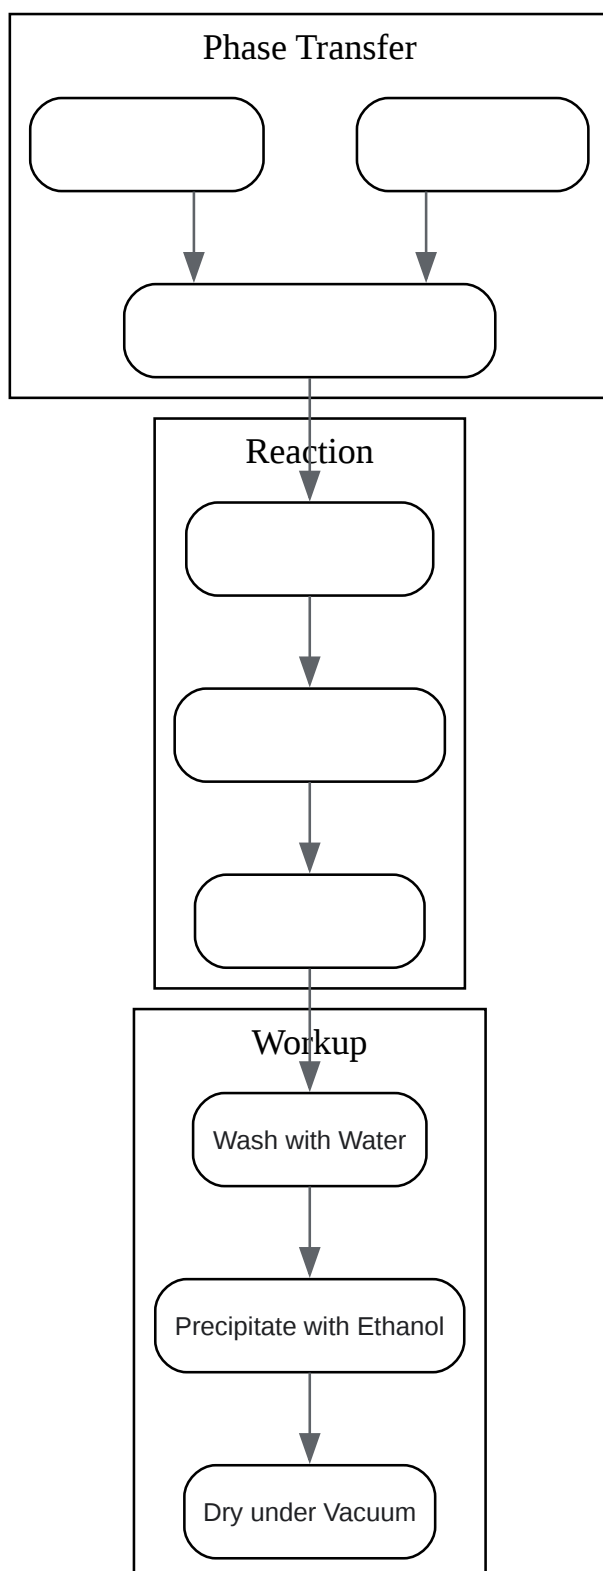 Phase Transfer
Reaction
Workup
Wash with Water
Precipitate with Ethanol
Dry under Vacuum